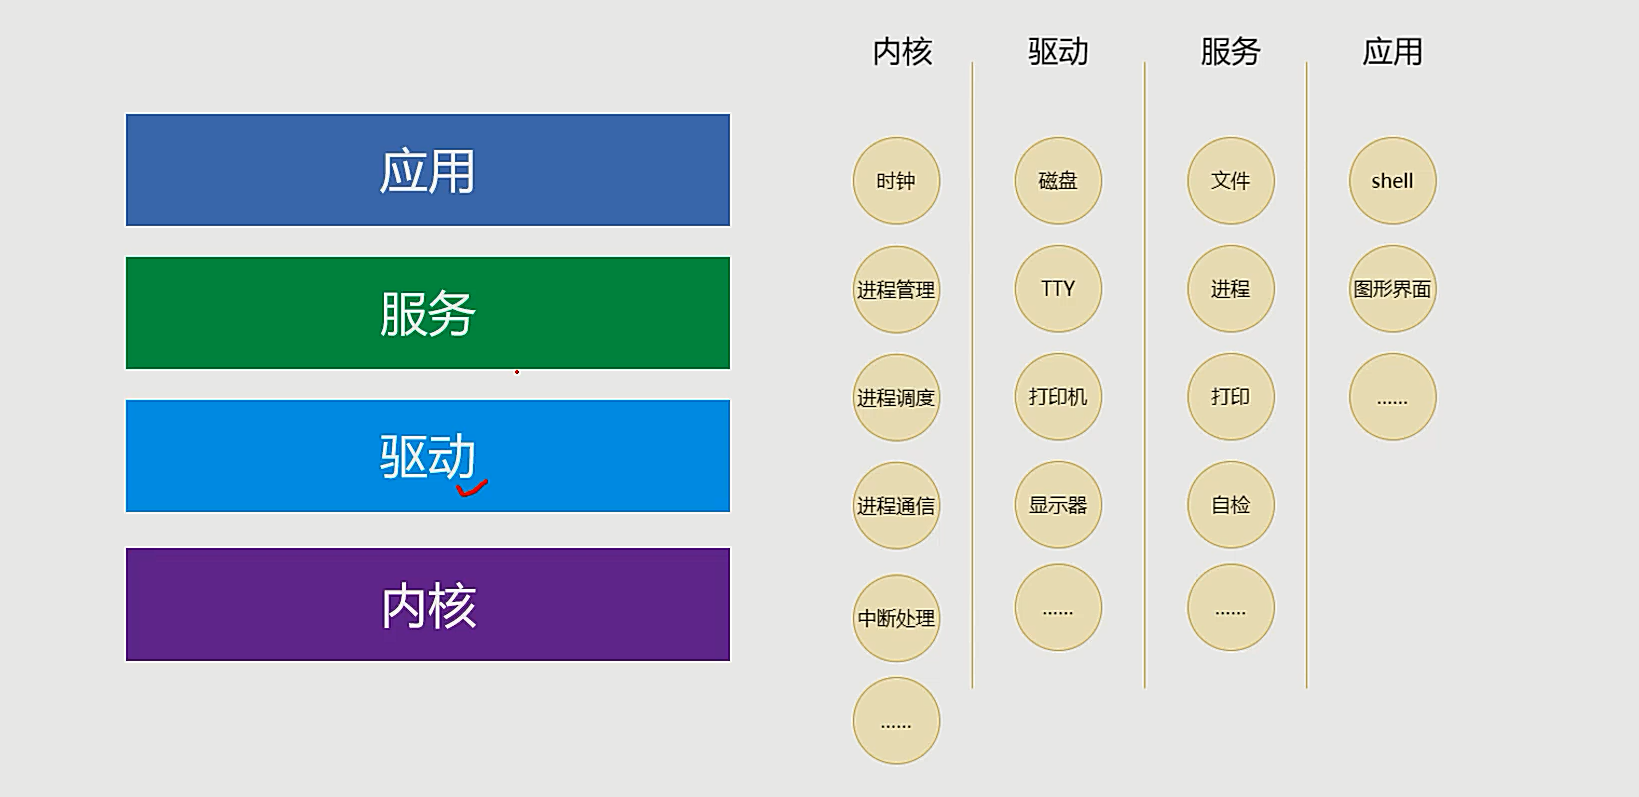 应用
服务
驱动
内核
内核 驱动 服务 应用
时钟 磁盘 文件 shell
进程管理 TTY 进程 图形界面
进程调度 打印机 打印 ......
进程通信 显示器 自检
中断处理 ...... ......
......